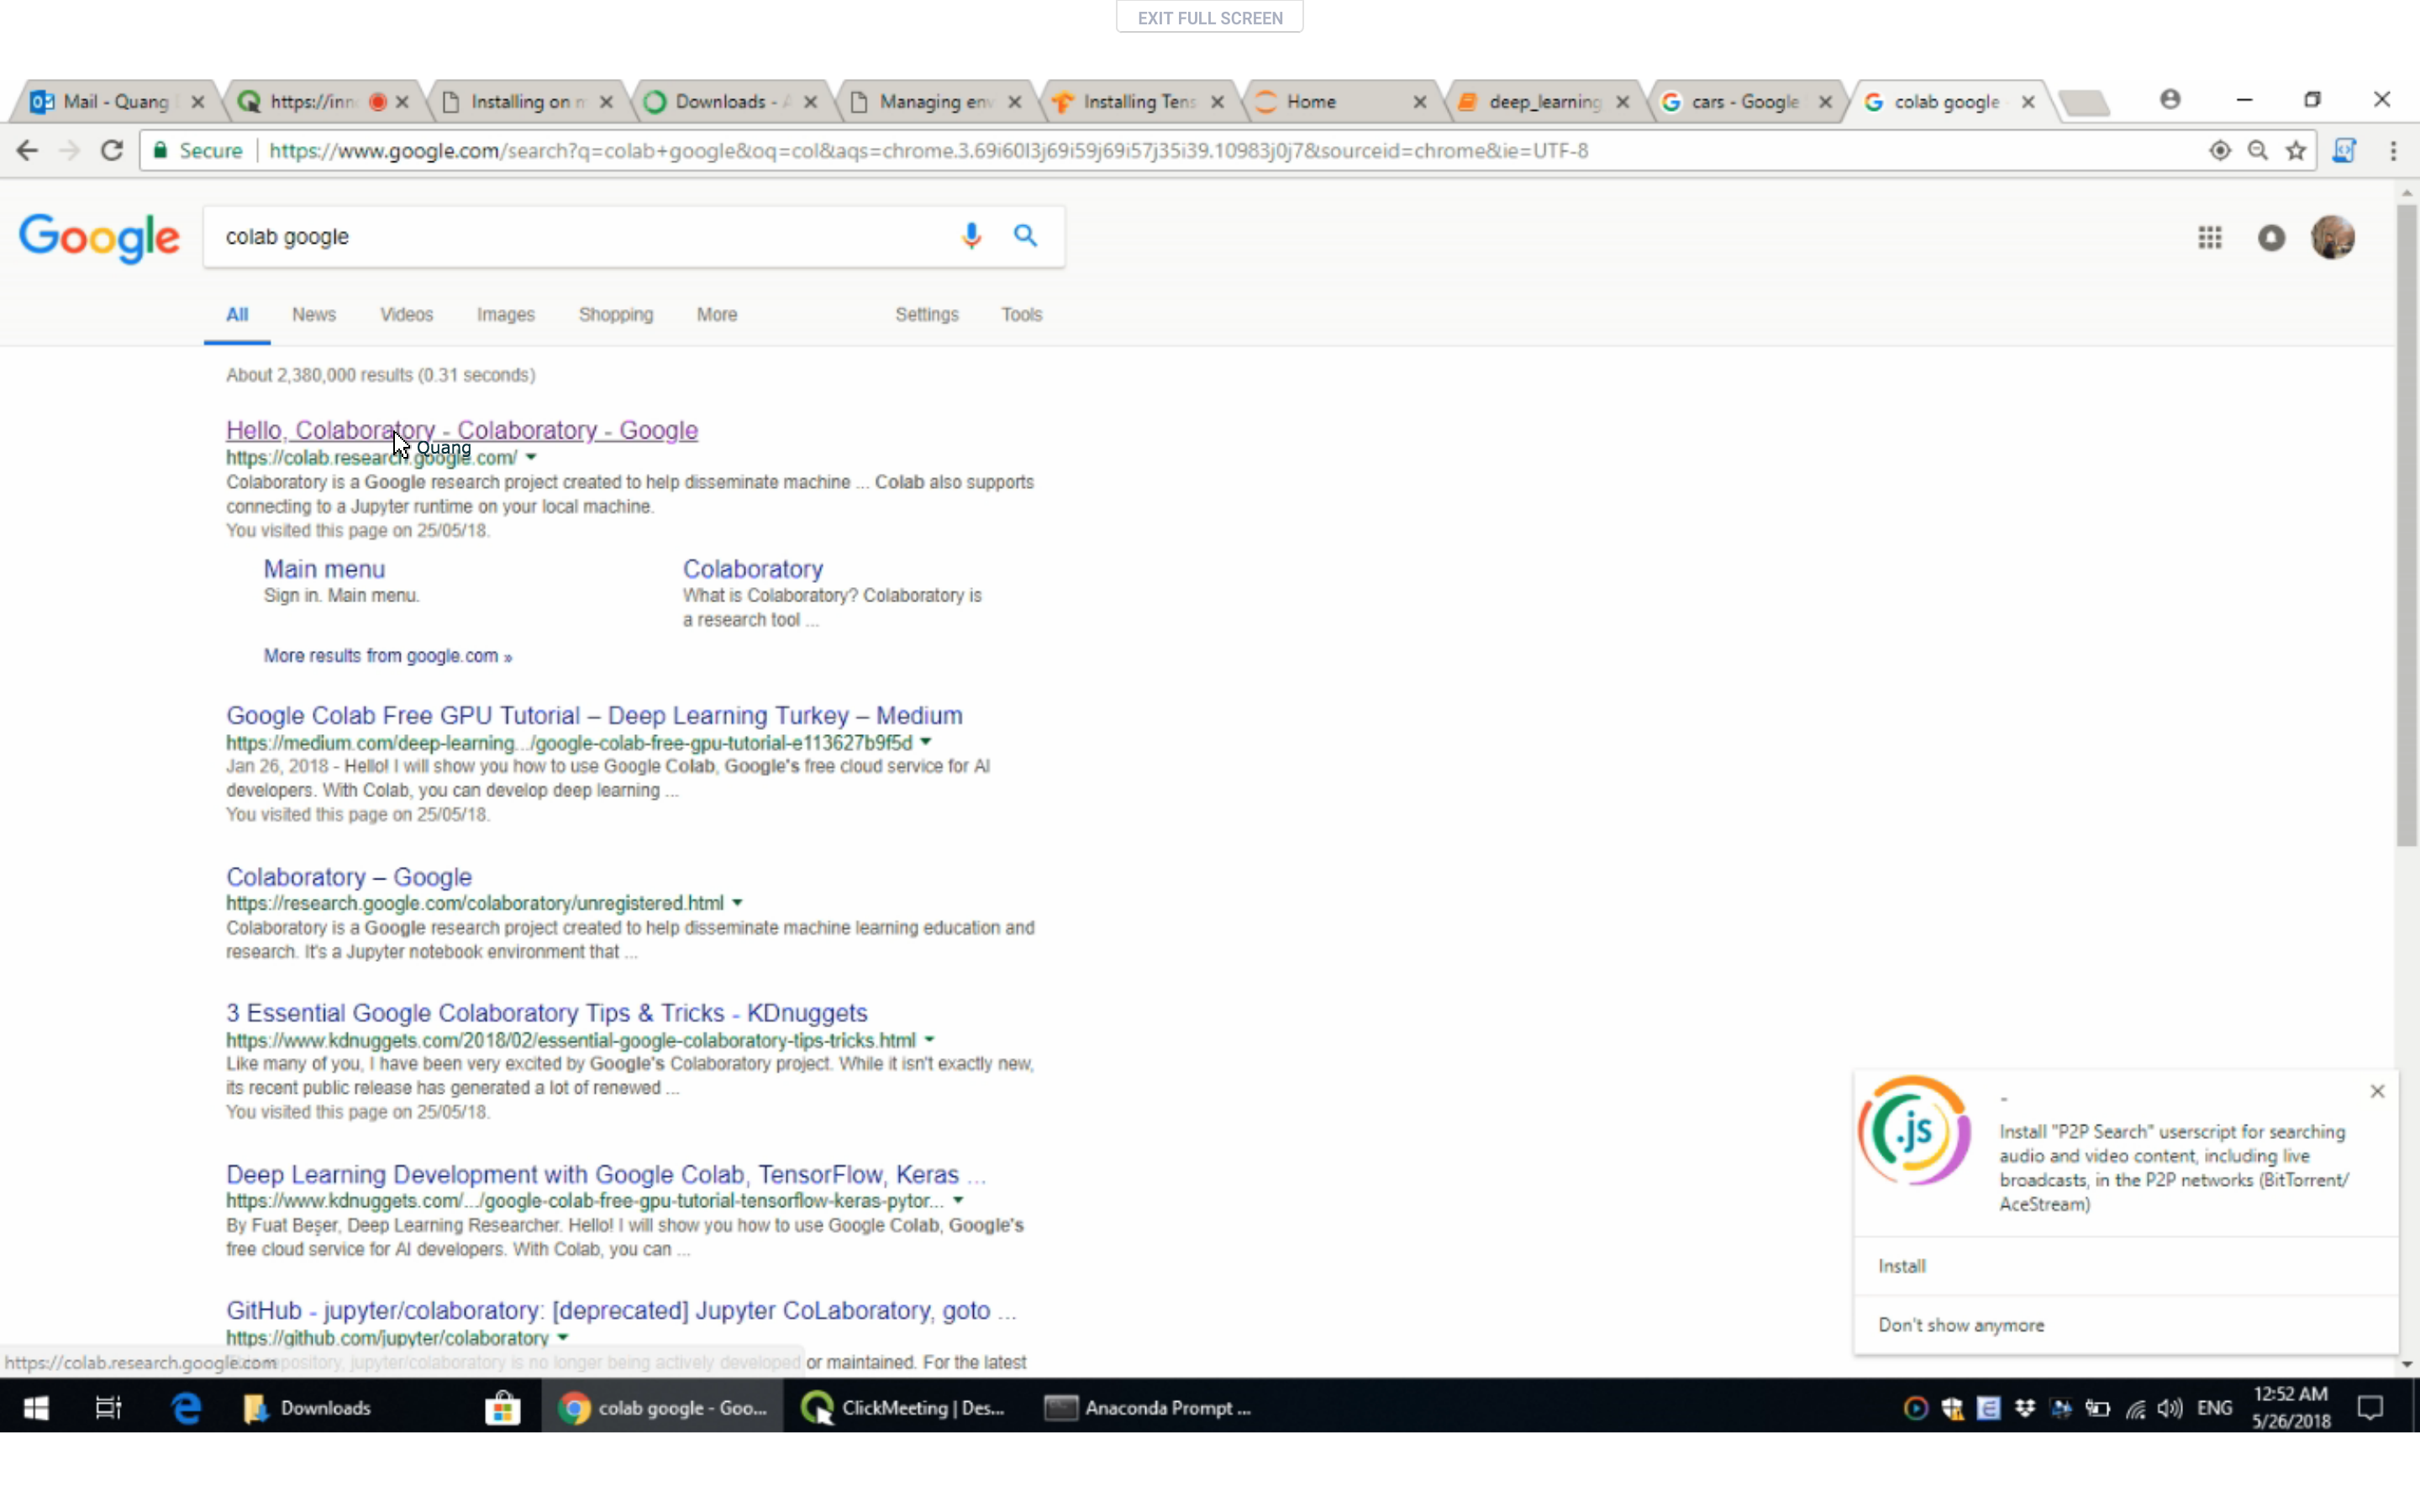 EXIT FULL SCREEN
Mail - Quang
https://inn
Installing on m
Downloads - A
Managing env
Installing Tens
Home
deep_learning
cars - Google
colab google
Secure https://www.google.com/search?q=colab+google&oq=col&aqs=chrome.3.69i60l3j69i59j69i57j35i39.10983j0j7&sourceid=chrome&ie=UTF-8
Google
colab google
All News Videos Images Shopping More Settings Tools
About 2,380,000 results (0.31 seconds)
Hello, Colaboratory - Colaboratory - Google
Quang
https://colab.research.google.com/
Colaboratory is a Google research project created to help disseminate machine ... Colab also supports
connecting to a Jupyter runtime on your local machine.
You visited this page on 25/05/18.
Main menu
Sign in. Main menu.
Colaboratory
What is Colaboratory? Colaboratory is
a research tool ...
More results from google.com »
Google Colab Free GPU Tutorial – Deep Learning Turkey – Medium
https://medium.com/deep-learning.../google-colab-free-gpu-tutorial-e113627b9f5d
Jan 26, 2018 - Hello! I will show you how to use Google Colab, Google's free cloud service for AI
developers. With Colab, you can develop deep learning ...
You visited this page on 25/05/18.
Colaboratory – Google
https://research.google.com/colaboratory/unregistered.html
Colaboratory is a Google research project created to help disseminate machine learning education and
research. It's a Jupyter notebook environment that ...
3 Essential Google Colaboratory Tips & Tricks - KDnuggets
https://www.kdnuggets.com/2018/02/essential-google-colaboratory-tips-tricks.html
Like many of you, I have been very excited by Google's Colaboratory project. While it isn't exactly new,
its recent public release has generated a lot of renewed ...
You visited this page on 25/05/18.
Deep Learning Development with Google Colab, TensorFlow, Keras ...
https://www.kdnuggets.com/.../google-colab-free-gpu-tutorial-tensorflow-keras-pytor...
By Fuat Beşer, Deep Learning Researcher. Hello! I will show you how to use Google Colab, Google's
free cloud service for AI developers. With Colab, you can ...
GitHub - jupyter/colaboratory: [deprecated] Jupyter CoLaboratory, goto ...
https://github.com/jupyter/colaboratory
https://colab.research.google.com
jupyter/colaboratory is no longer being actively developed or maintained. For the latest
.js
-
Install "P2P Search" userscript for searching
audio and video content, including live
broadcasts, in the P2P networks (BitTorrent/
AceStream)
Install
Don't show anymore
Downloads
colab google - Goo...
ClickMeeting | Des...
Anaconda Prompt ...
ENG
12:52 AM
5/26/2018